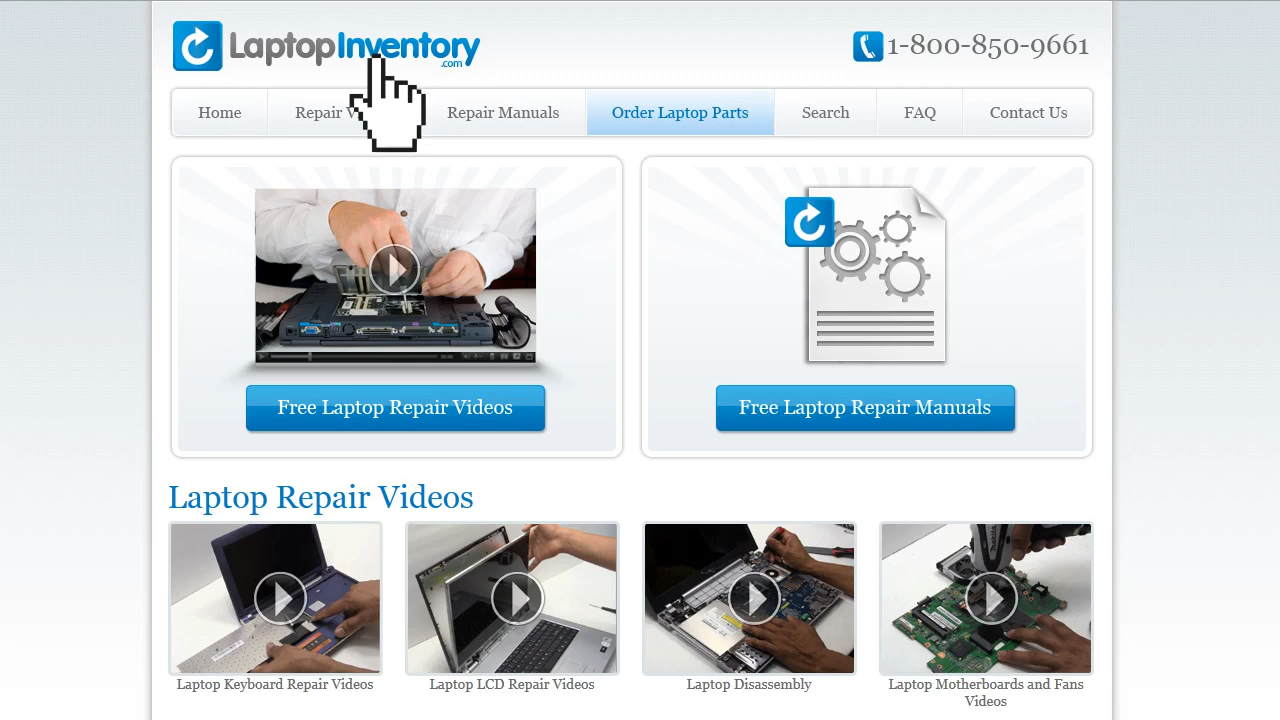 LaptopInventory
.com
1-800-850-9661
Home
Repair V
Repair Manuals
Order Laptop Parts
Search
FAQ
Contact Us
Free Laptop Repair Videos
Free Laptop Repair Manuals
Laptop Repair Videos
Laptop Keyboard Repair Videos
Laptop LCD Repair Videos
Laptop Disassembly
Laptop Motherboards and Fans
Videos